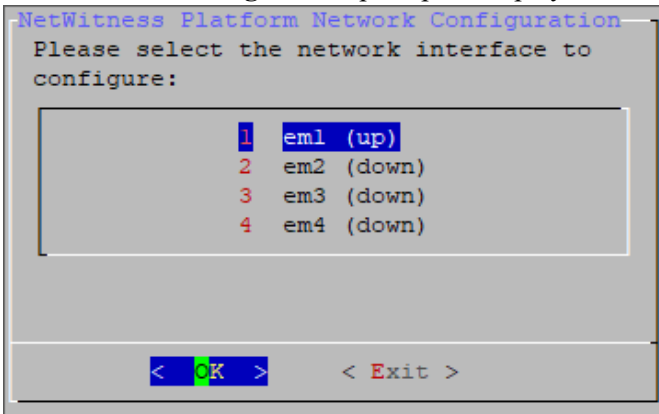 NetWitness Platform Network Configuration
Please select the network interface to
configure:
1 em1 (up)
2 em2 (down)
3 em3 (down)
4 em4 (down)
< OK > < Exit >